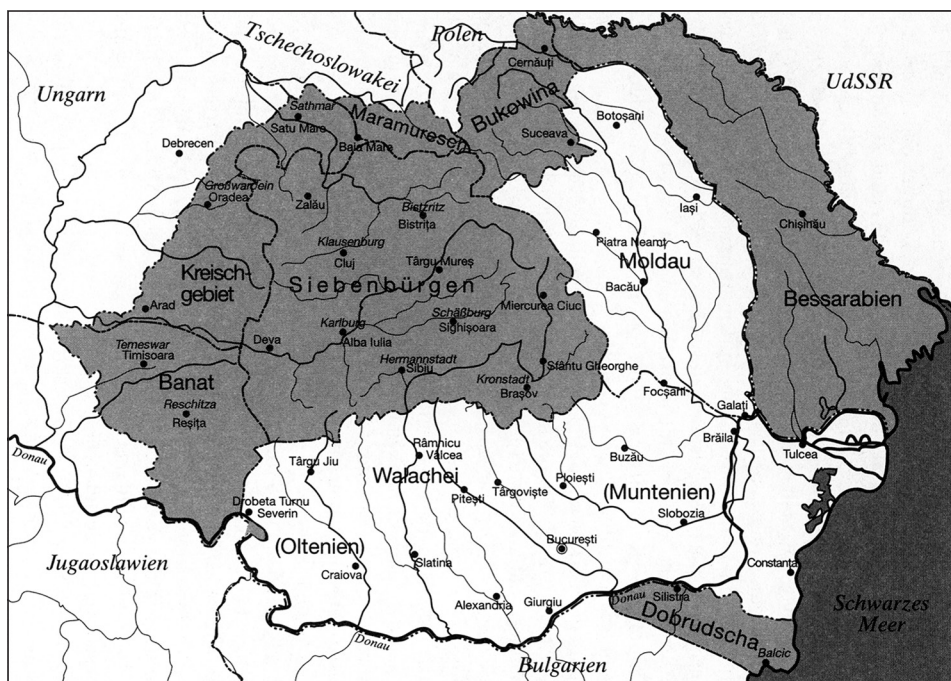 Polen
Tschechoslowakei
Ungarn
UdSSR
Cernăuți
Bukowina
Sathmar
Satu Mare
Maramuresch
Baia Mare
Botoșani
Suceava
Debrecen
Großwardein
Oradea
Zalău
Bistritz
Bistrița
Iași
Chișinău
Klausenburg
Cluj
Piatra Neamț
Moldau
Târgu Mureș
Kreisch-
gebiet
Siebenbürgen
Bacău
Miercurea Ciuc
Bessarabien
Arad
Karlburg
Alba Iulia
Schäßburg
Sighișoara
Temeswar
Timișoara
Deva
Hermannstadt
Sibiu
Sfântu Gheorghe
Banat
Kronstadt
Brașov
Focșani
Reschitza
Reșița
Galați
Brăila
Râmnicu
Vâlcea
Donau
Tulcea
Târgu Jiu
Buzău
Walachei
Pitești
Târgoviște
Ploiești
(Muntenien)
Drobeta Turnu
Severin
Slobozia
(Oltenien)
București
Jugaoslawien
Slatina
Craiova
Constanța
Alexandria
Giurgiu
Donau
Silistra
Schwarzes
Meer
Dobrudscha
Donau
Balcic
Bulgarien